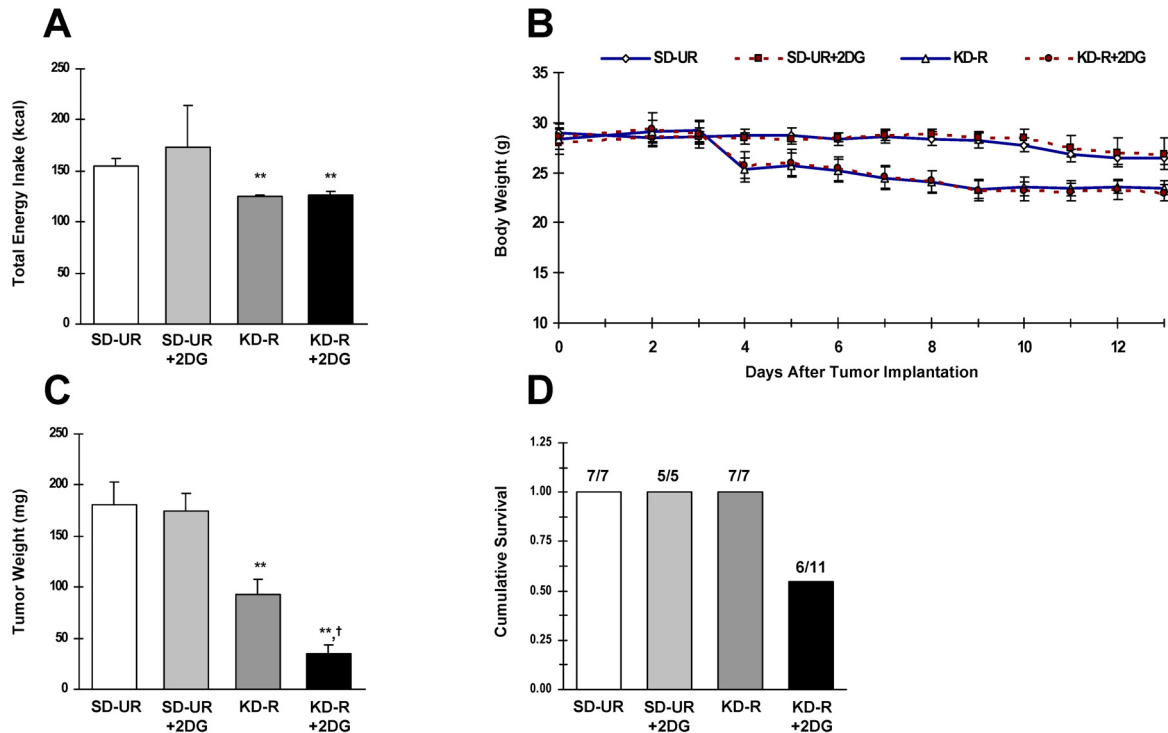 A
Total Energy Inake (kcal)
250
200
150
100
50
0
**
**
SD-UR
SD-UR
+2DG
KD-R
KD-R
+2DG
B
SD-UR
SD-UR+2DG
KD-R
KD-R+2DG
Body Weight (g)
35
30
25
20
15
10
0
2
4
6
8
10
12
Days After Tumor Implantation
C
Tumor Weight (mg)
250
200
150
100
50
0
**
**,†
SD-UR
SD-UR
+2DG
KD-R
KD-R
+2DG
D
Cumulative Survival
1.25
1.00
0.75
0.50
0.25
0.00
7/7
5/5
7/7
6/11
SD-UR
SD-UR
+2DG
KD-R
KD-R
+2DG